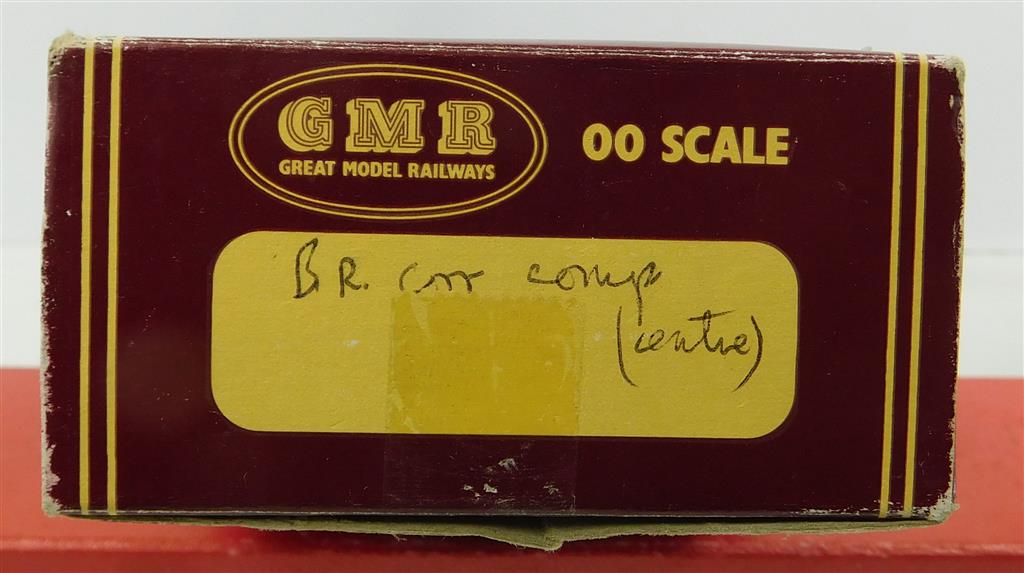 GMR
GREAT MODEL RAILWAYS
OO SCALE
B R. corr comp
(centre)